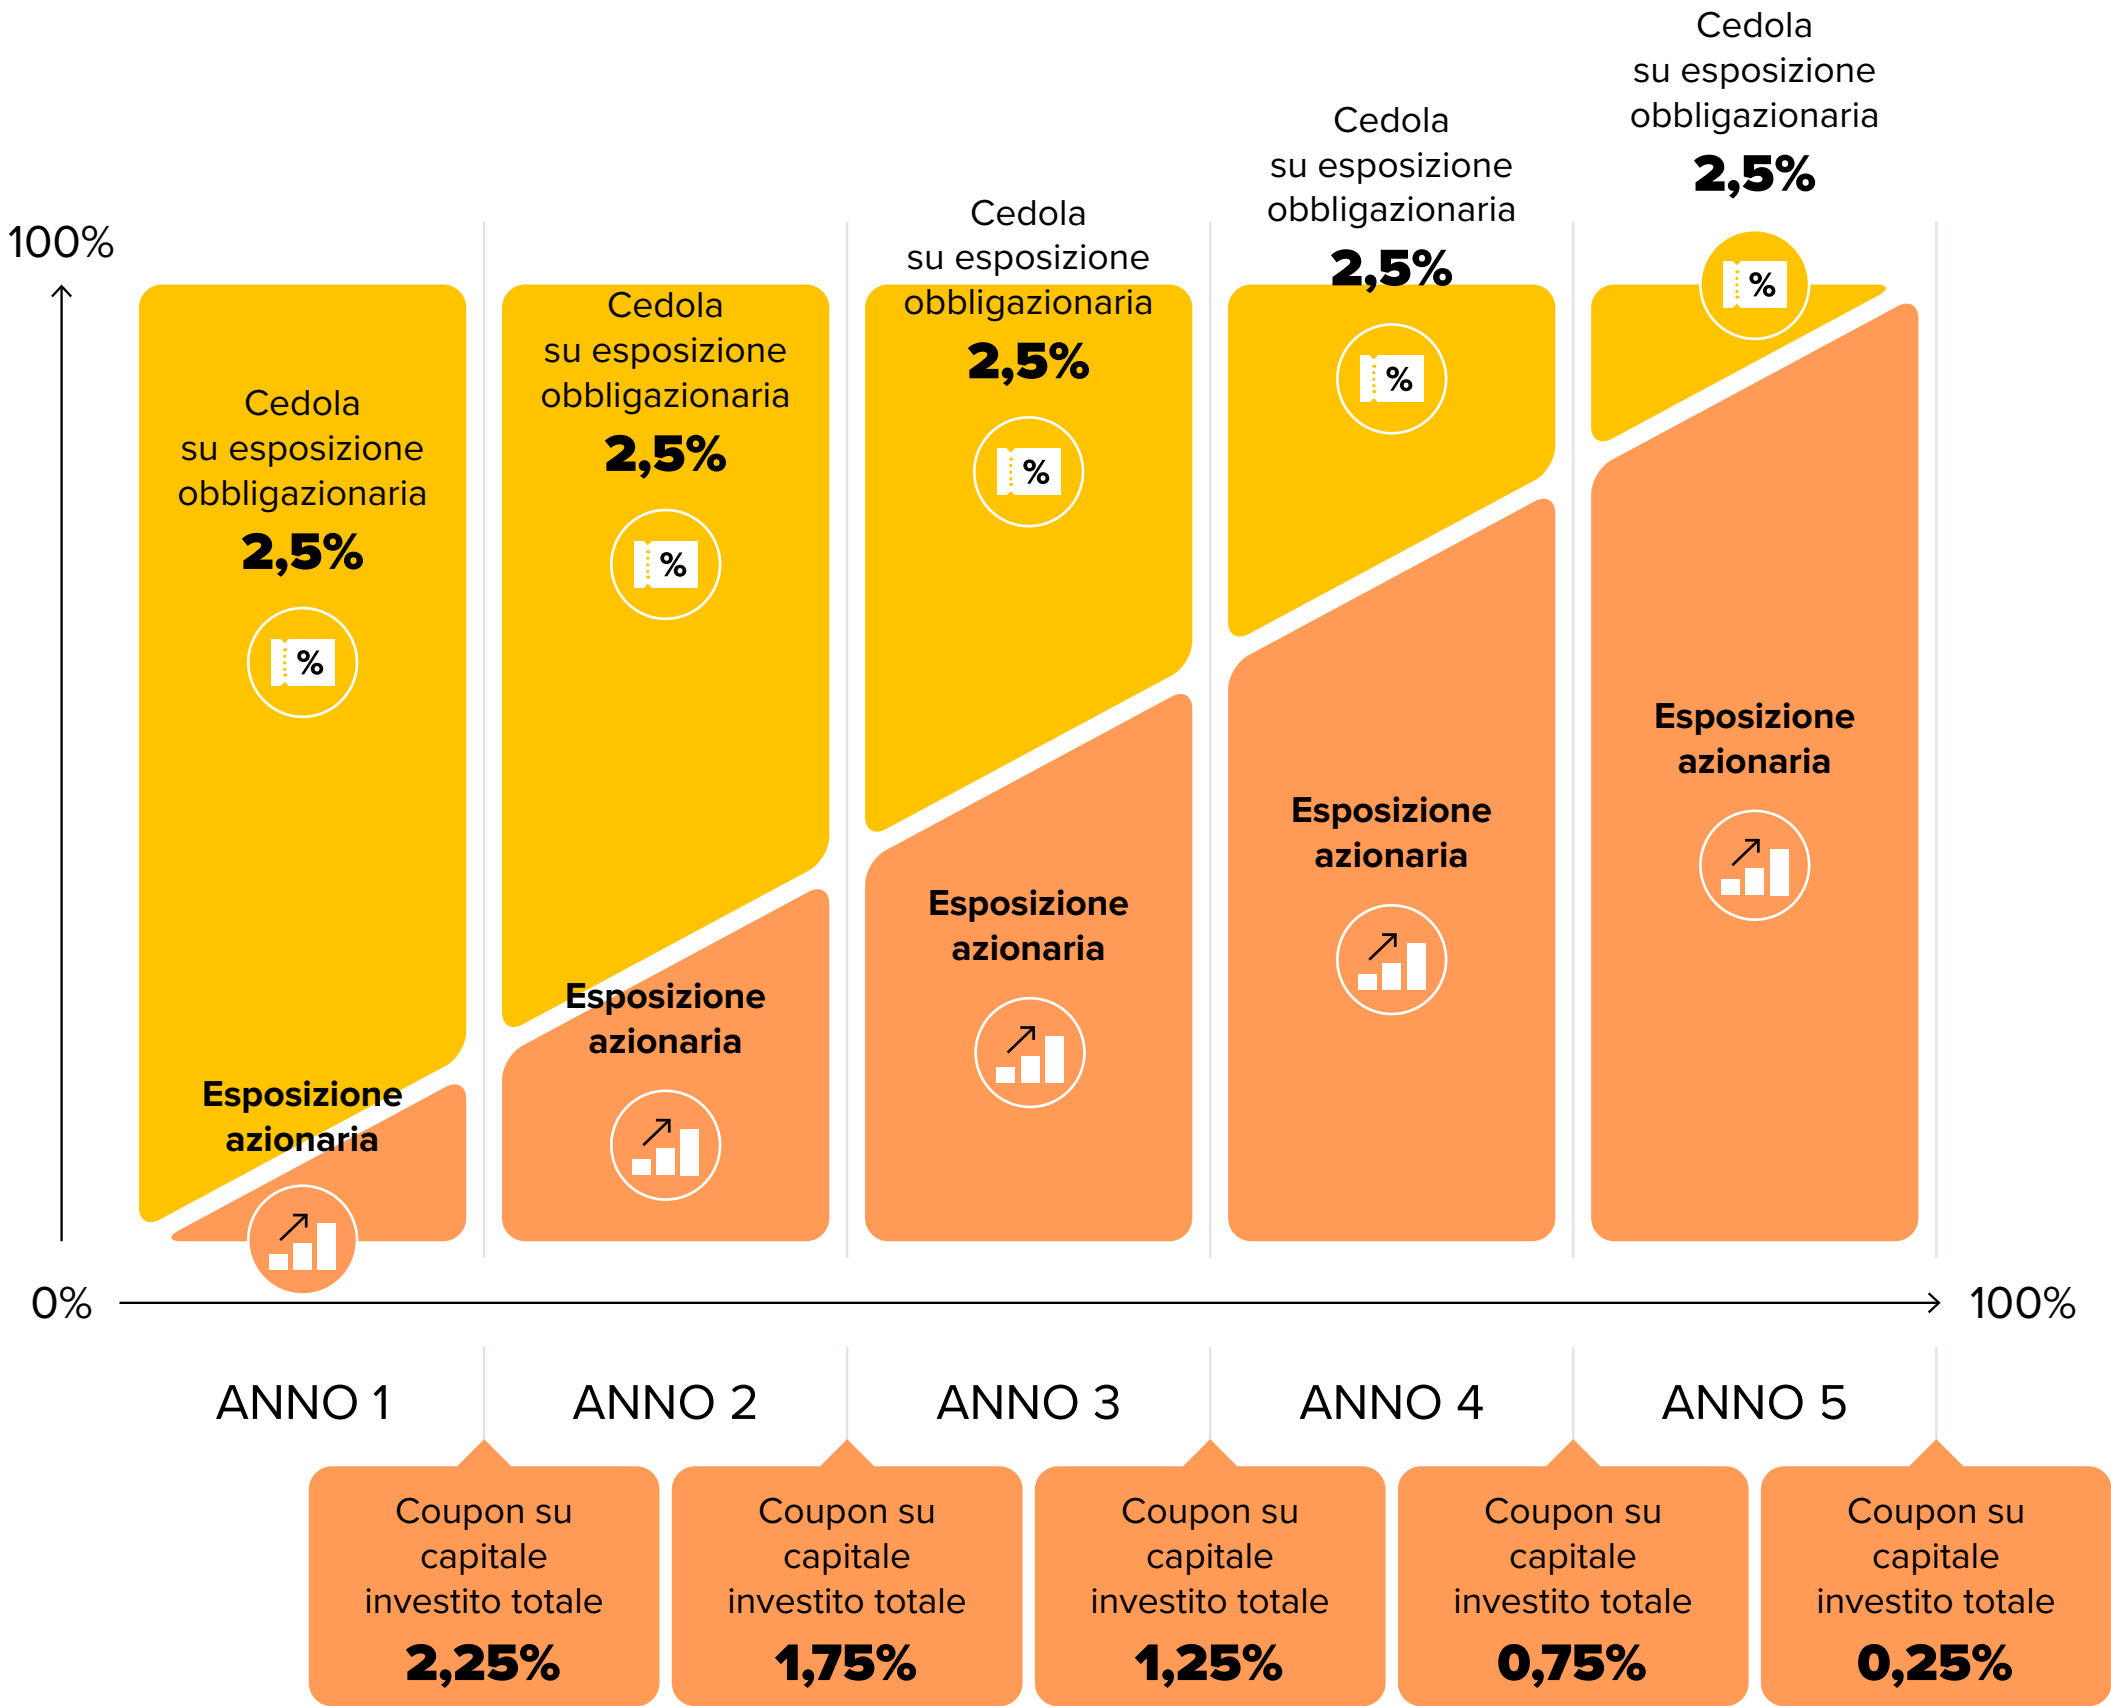 100%
Cedola
su esposizione
obbligazionaria
2,5%
%
Esposizione
azionaria
Cedola
su esposizione
obbligazionaria
2,5%
%
Esposizione
azionaria
Cedola
su esposizione
obbligazionaria
2,5%
%
Esposizione
azionaria
Cedola
su esposizione
obbligazionaria
2,5%
%
Esposizione
azionaria
Cedola
su esposizione
obbligazionaria
2,5%
%
Esposizione
azionaria
0%
100%
ANNO 1
ANNO 2
ANNO 3
ANNO 4
ANNO 5
Coupon su
capitale
investito totale
2,25%
Coupon su
capitale
investito totale
1,75%
Coupon su
capitale
investito totale
1,25%
Coupon su
capitale
investito totale
0,75%
Coupon su
capitale
investito totale
0,25%